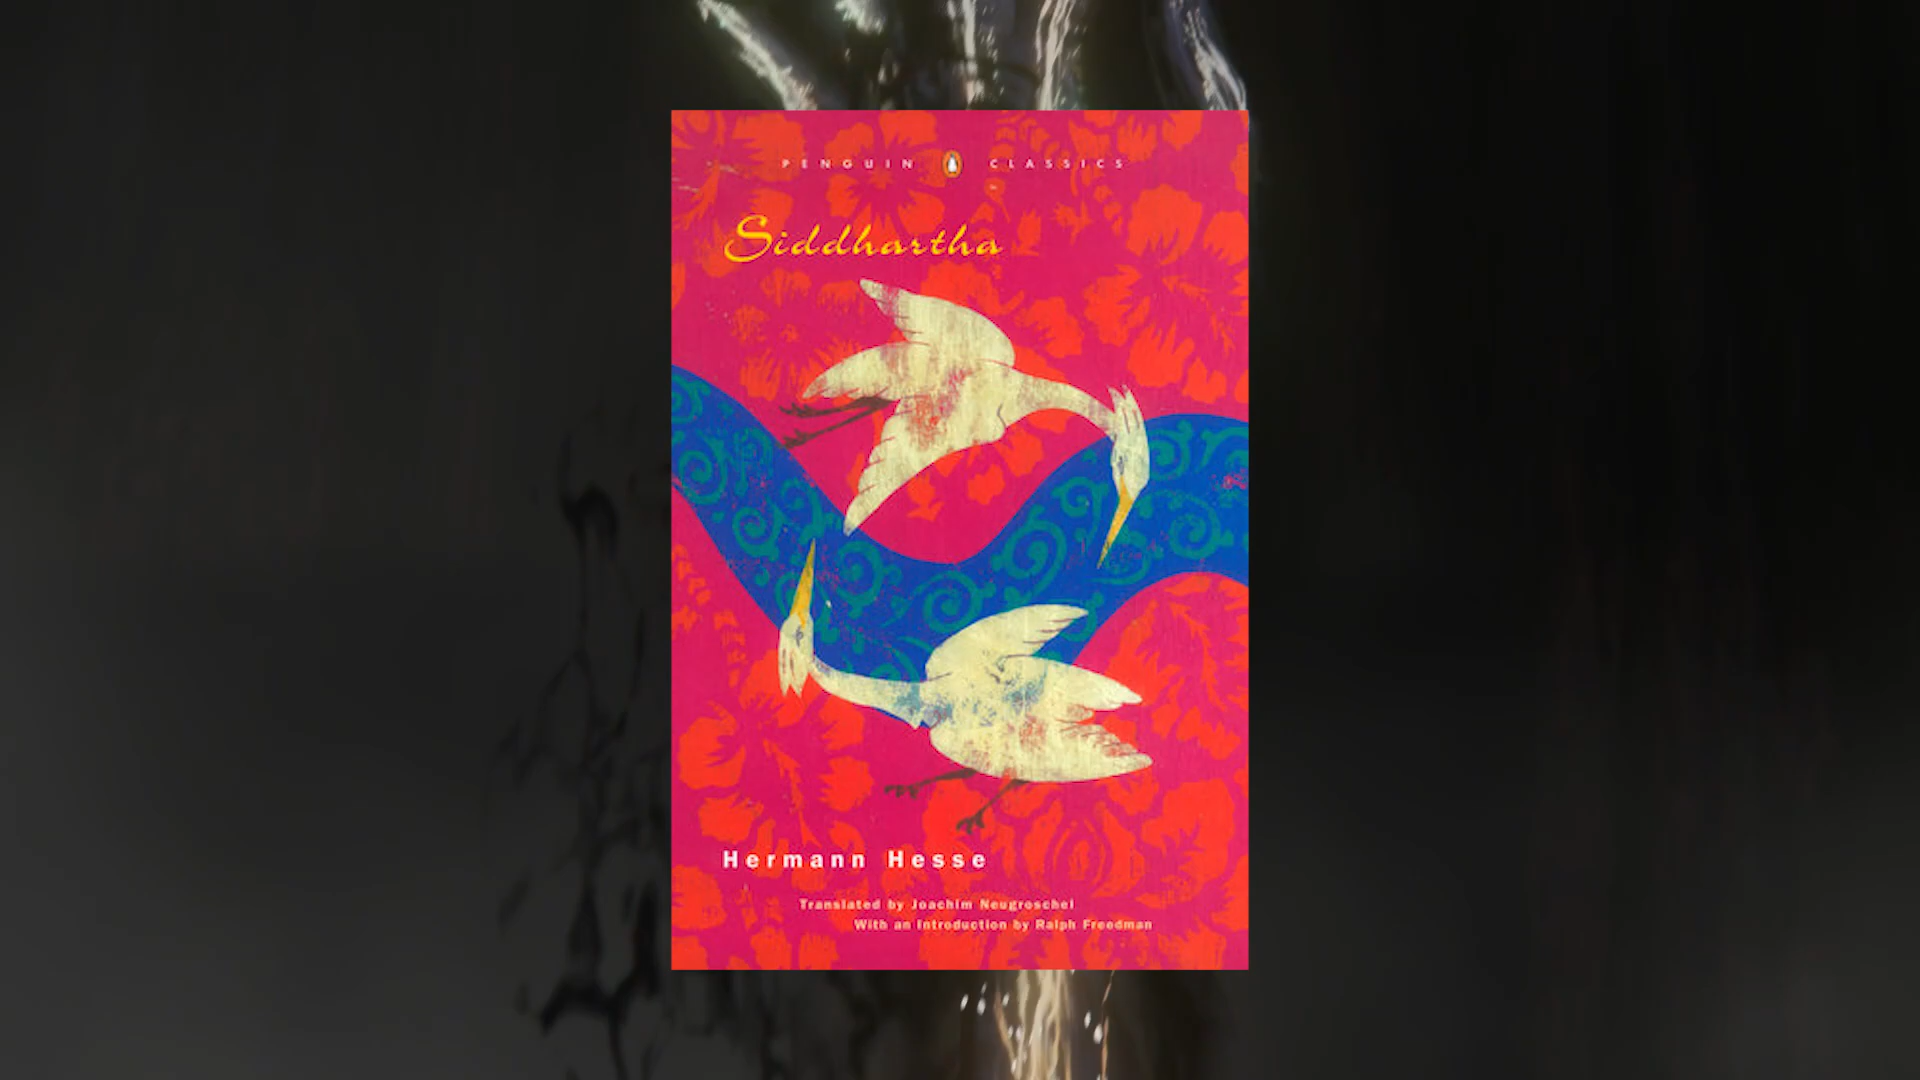 PENGUIN CLASSICS
Siddhartha
Hermann Hesse
Translated by Joachim Neugroschel
With an Introduction by Ralph Freedman